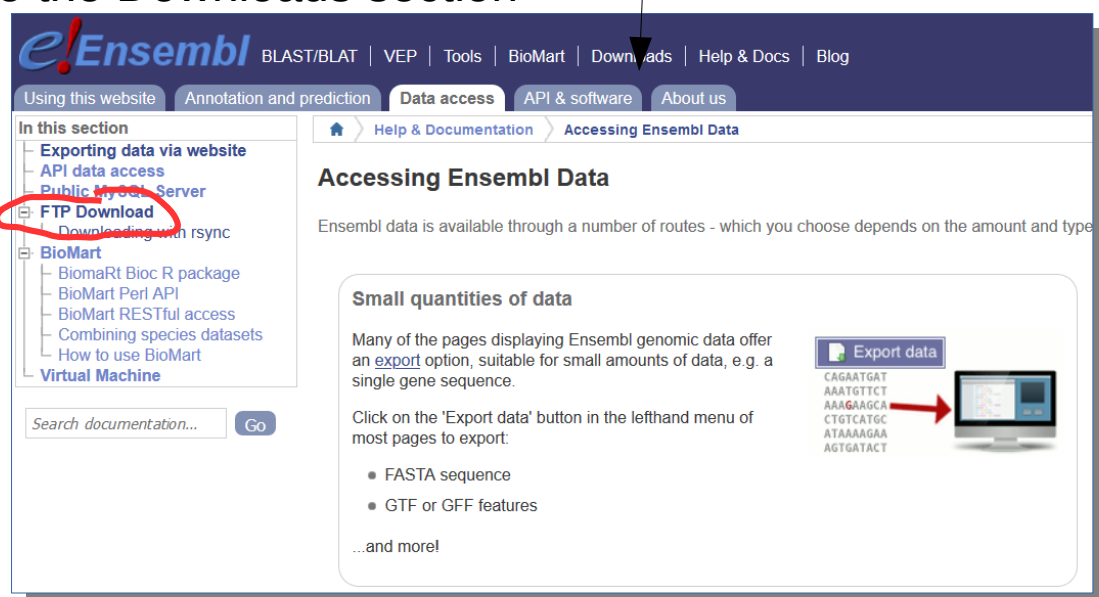 the Downloads section
e!Ensembl BLAST/BLAT | VEP | Tools | BioMart | Downloads | Help & Docs | Blog
Using this website Annotation and prediction Data access API & software About us
In this section
Exporting data via website
API data access
Public MySQL Server
FTP Download
Downloading with rsync
BioMart
BiomaRt Bioc R package
BioMart Perl API
BioMart RESTful access
Combining species datasets
How to use BioMart
Virtual Machine
Search documentation... Go
Help & Documentation Accessing Ensembl Data
Accessing Ensembl Data
Ensembl data is available through a number of routes - which you choose depends on the amount and type
Small quantities of data
Many of the pages displaying Ensembl genomic data offer
an export option, suitable for small amounts of data, e.g. a
single gene sequence.
Click on the 'Export data' button in the lefthand menu of
most pages to export:
FASTA sequence
GTF or GFF features
...and more!
Export data
CAGAATGAT
AAATGTTCT
AAAGAAGCA
CTGTCATGC
ATAAAAGAA
AGTGATACT